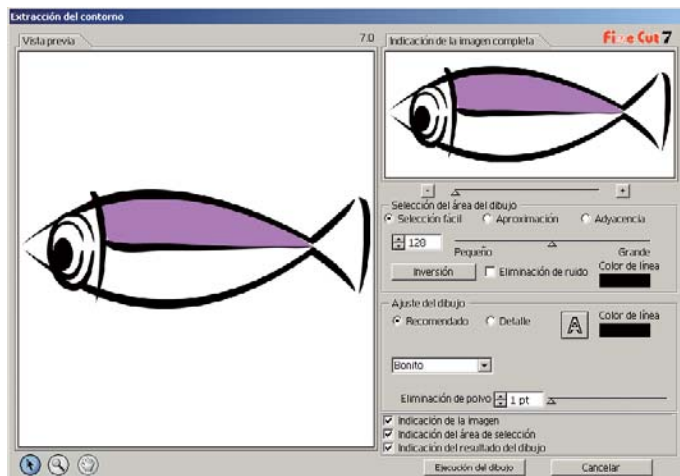 Extracción del contorno
Vista previa
7.0
Indicación de la imagen completa
Fine Cut 7
-
+
Selección del área del dibujo
Selección fácil
Aproximación
Adyacencia
128
Pequeño
Grande
Inversión
Eliminación de ruido
Color de línea
Ajuste del dibujo
Recomendado
Detalle
A
Color de línea
Bonito
Eliminación de polvo
1 pt
Indicación de la imagen
Indicación del área de selección
Indicación del resultado del dibujo
Ejecución del dibujo
Cancelar